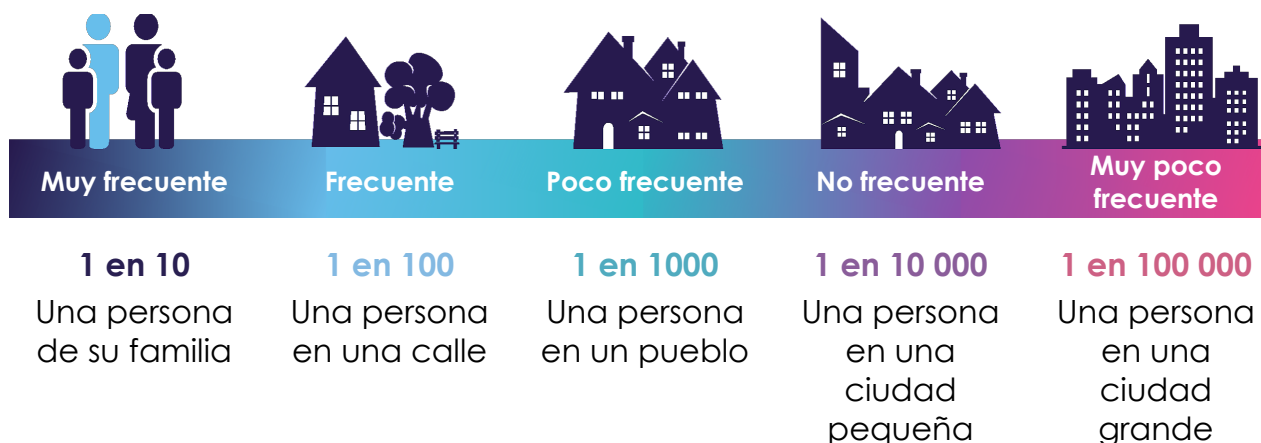 Muy frecuente
Frecuente
Poco frecuente
No frecuente
Muy poco
frecuente
1 en 10
1 en 100
1 en 1000
1 en 10 000
1 en 100 000
Una persona
de su familia
Una persona
en una calle
Una persona
en un pueblo
Una persona
en una
ciudad
pequeña
Una persona
en una
ciudad
grande